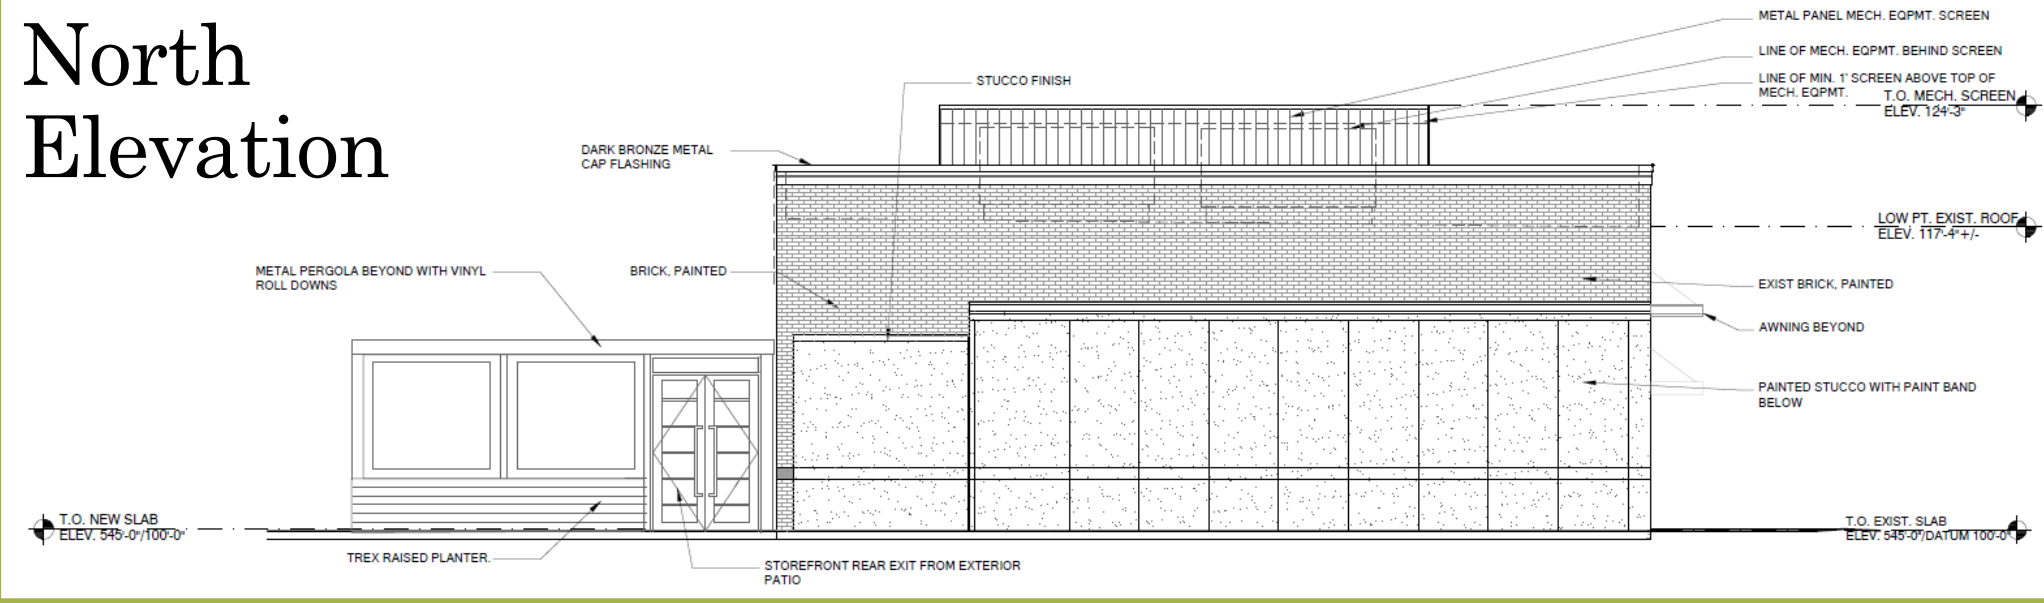 North
Elevation
METAL PANEL MECH. EQPMT. SCREEN
LINE OF MECH. EQPMT. BEHIND SCREEN
LINE OF MIN. 1' SCREEN ABOVE TOP OF
MECH. EQPMT.
T.O. MECH. SCREEN
ELEV. 124'-3"
STUCCO FINISH
DARK BRONZE METAL
CAP FLASHING
LOW PT. EXIST. ROOF
ELEV. 117'-4"+/-
METAL PERGOLA BEYOND WITH VINYL
ROLL DOWNS
BRICK, PAINTED
EXIST BRICK, PAINTED
AWNING BEYOND
PAINTED STUCCO WITH PAINT BAND
BELOW
T.O. NEW SLAB
ELEV. 545'-0"/100'-0"
T.O. EXIST. SLAB
ELEV. 545'-0"/DATUM 100'-0"
TREX RAISED PLANTER.
STOREFRONT REAR EXIT FROM EXTERIOR
PATIO